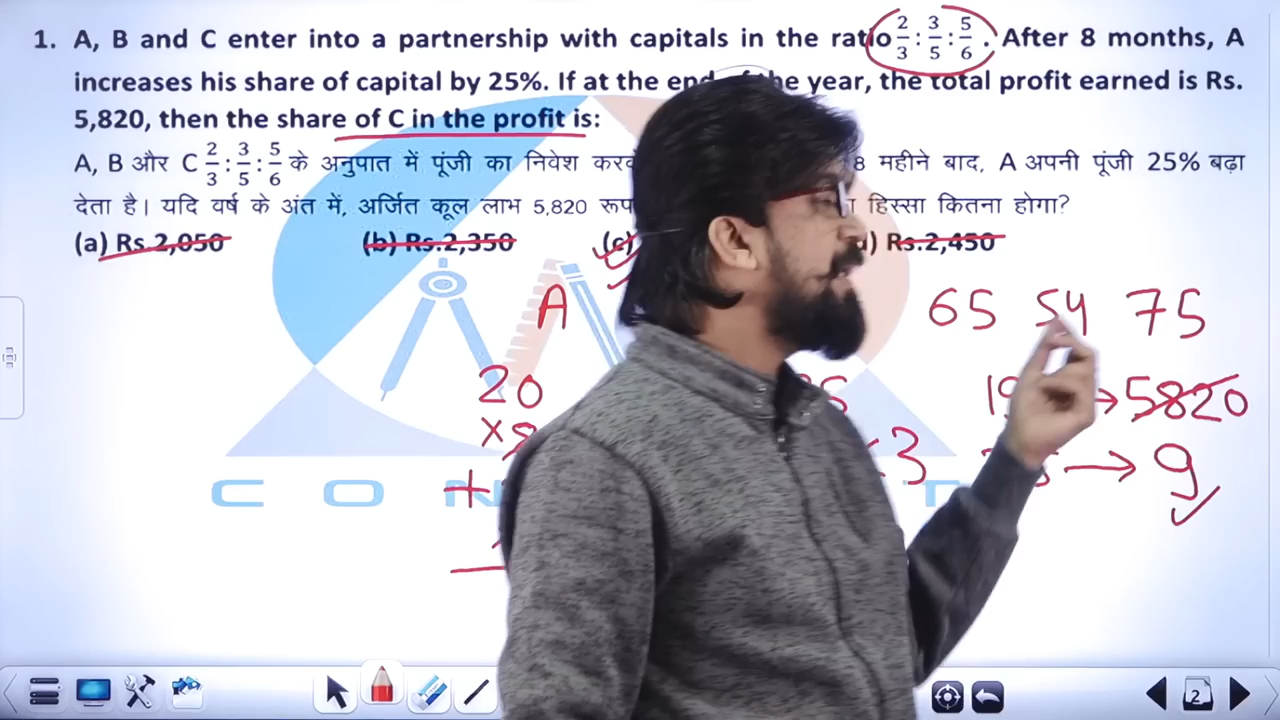 1. A, B and C enter into a partnership with capitals in the ratio 2/3 : 3/5 : 5/6 . After 8 months, A
increases his share of capital by 25%. If at the end of the year, the total profit earned is Rs.
5,820, then the share of C in the profit is:
A, B और C 2/3 : 3/5 : 5/6 के अनुपात में पूंजी का निवेश 8 महीने बाद, A अपनी पूंजी 25% बढ़ा
देता है। यदि वर्ष के अंत में, अर्जित कूल लाभ 5,820 हिस्सा कितना होगा?
(a) Rs.2,050 (b) Rs.2,350 (c) Rs.2,450
A 65 54 75
20 → 5820
×
+ 3 → 9
C O N
2